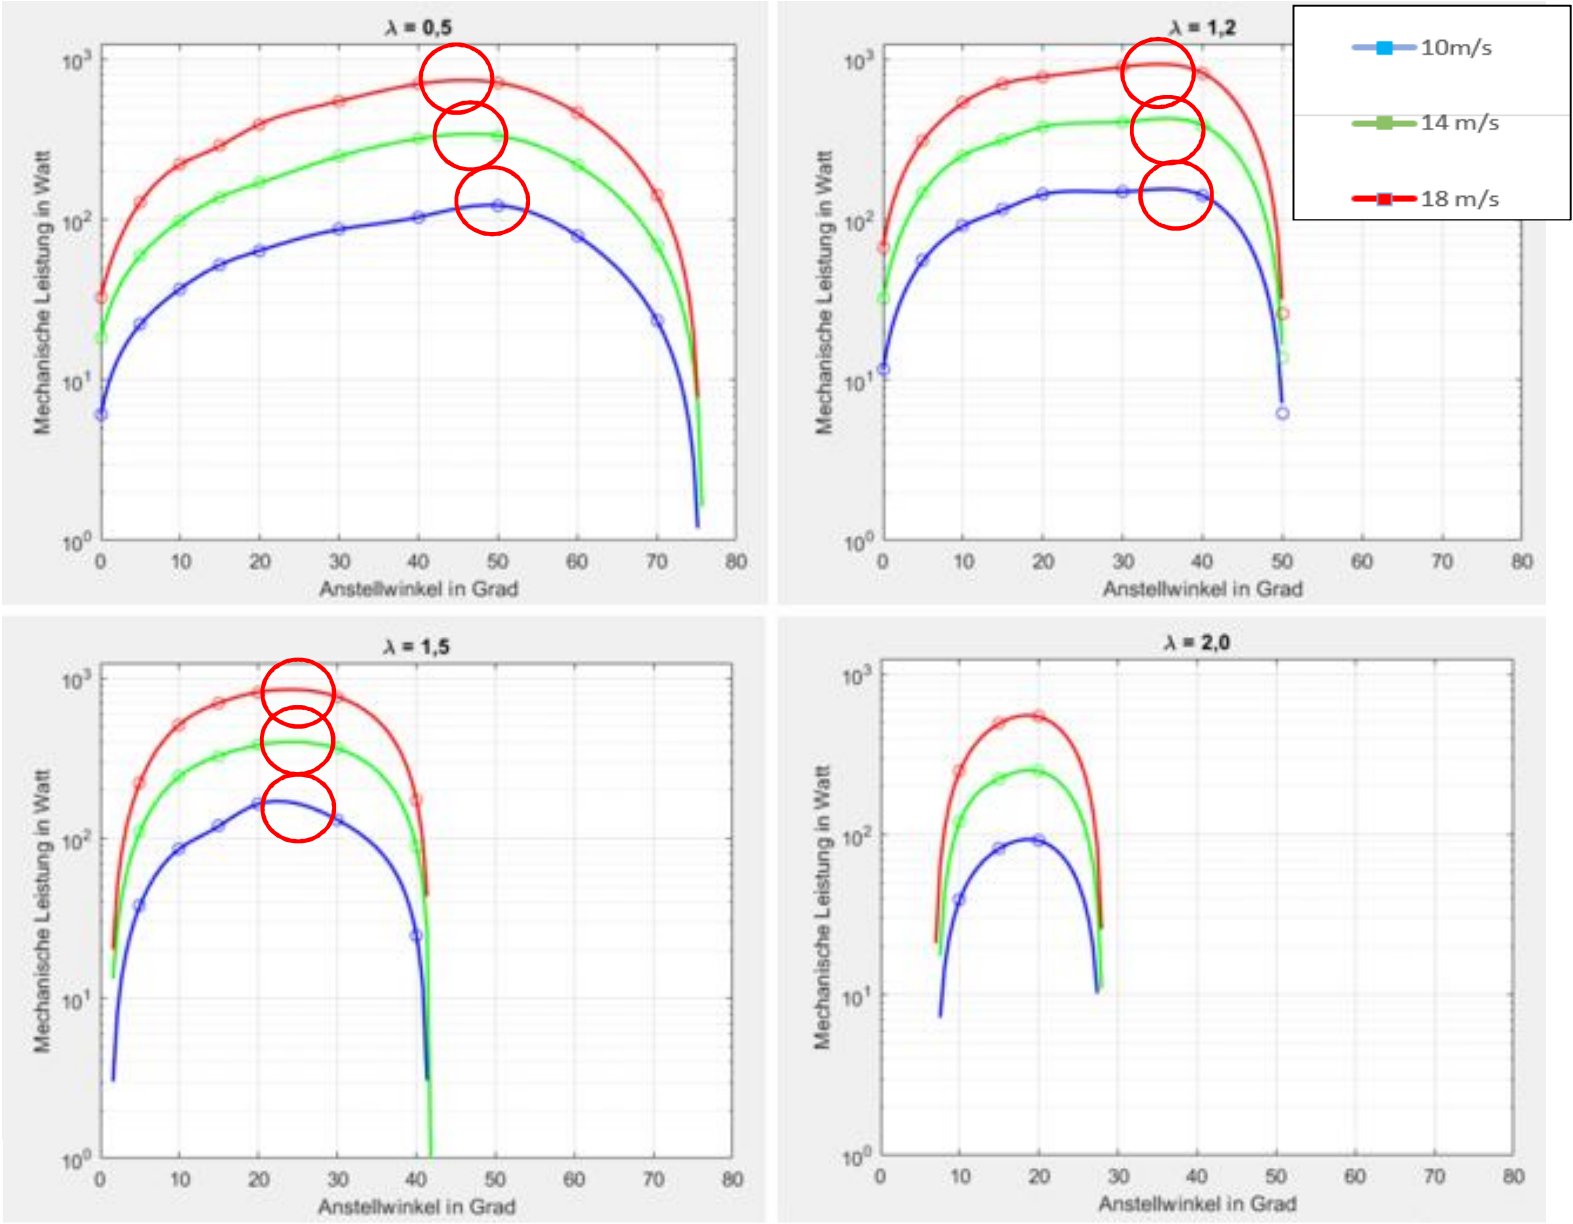 λ = 0,5
10³
10²
10¹
10⁰
0 10 20 30 40 50 60 70 80
Mechanische Leistung in Watt
Anstellwinkel in Grad
λ = 1,2
10³
10²
10¹
10⁰
0 10 20 30 40 50 60 70 80
Mechanische Leistung in Watt
Anstellwinkel in Grad
10m/s
14 m/s
18 m/s
λ = 1,5
10³
10²
10¹
10⁰
0 10 20 30 40 50 60 70 80
Mechanische Leistung in Watt
Anstellwinkel in Grad
λ = 2,0
10³
10²
10¹
10⁰
0 10 20 30 40 50 60 70 80
Mechanische Leistung in Watt
Anstellwinkel in Grad